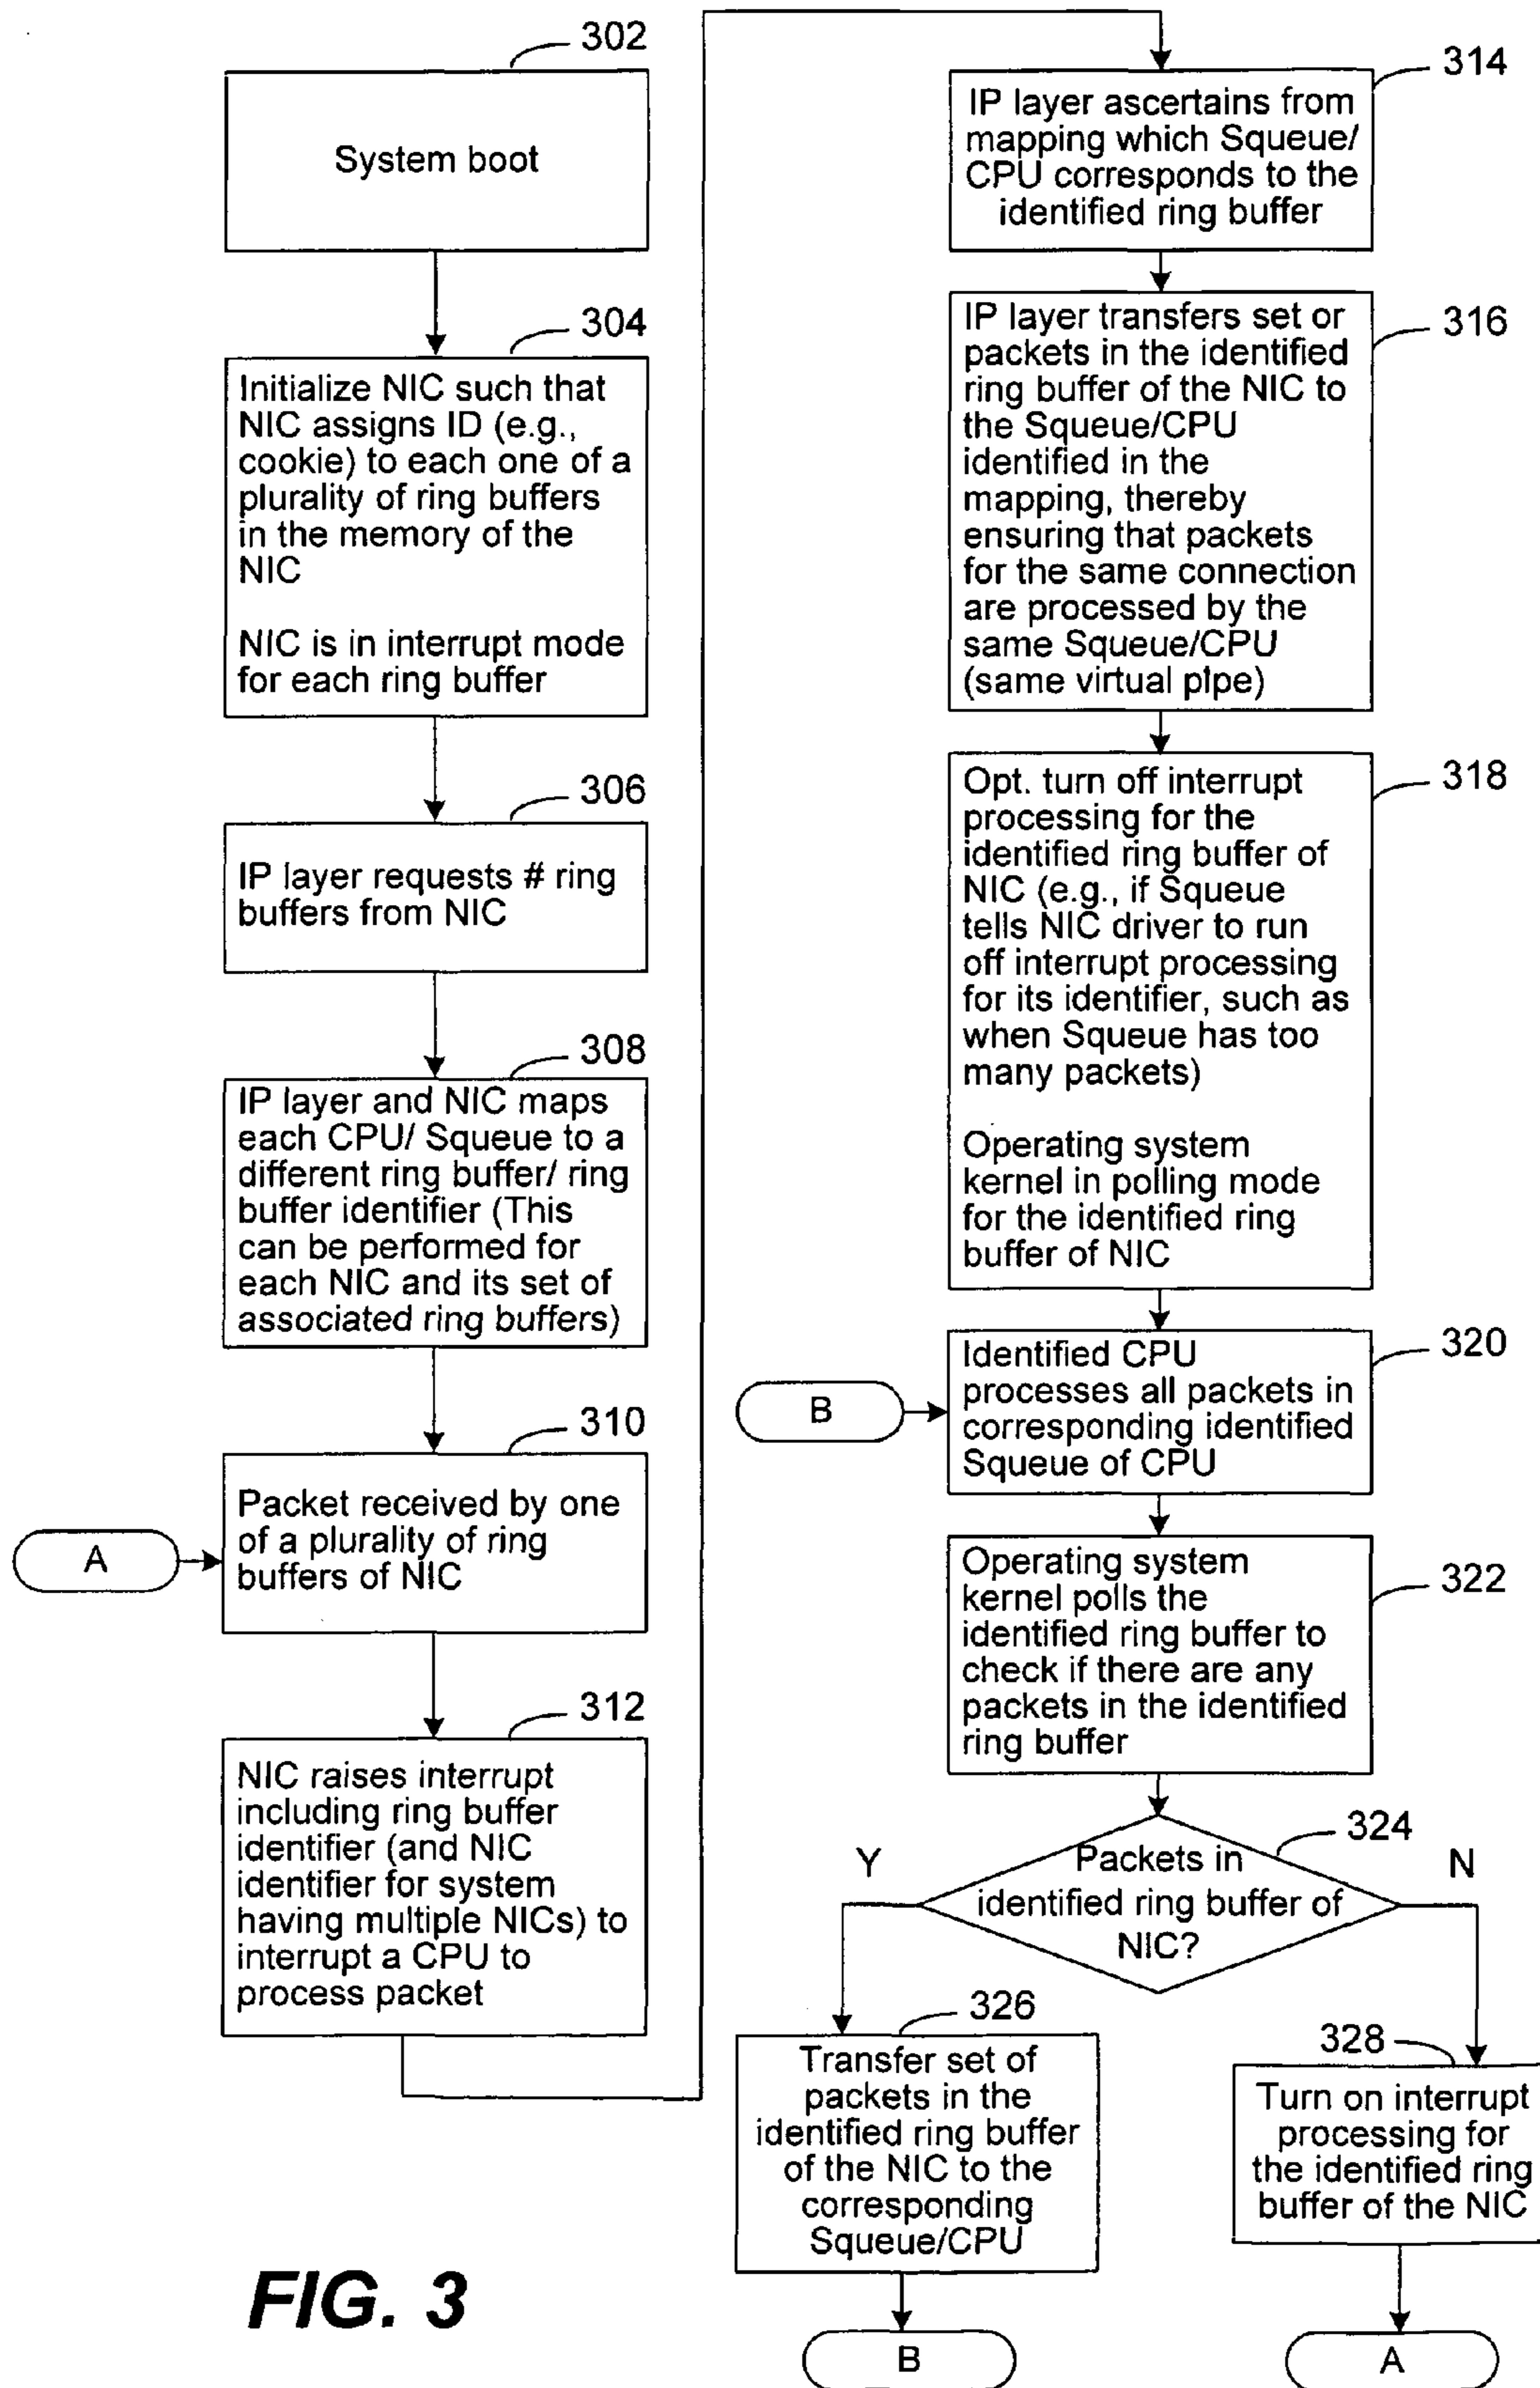 302
System boot
304
Initialize NIC such that
NIC assigns ID (e.g.,
cookie) to each one of a
plurality of ring buffers
in the memory of the
NIC
NIC is in interrupt mode
for each ring buffer
306
IP layer requests # ring
buffers from NIC
308
IP layer and NIC maps
each CPU/ Squeue to a
different ring buffer/ ring
buffer identifier (This
can be performed for
each NIC and its set of
associated ring buffers)
310
A
Packet received by one
of a plurality of ring
buffers of NIC
312
NIC raises interrupt
including ring buffer
identifier (and NIC
identifier for system
having multiple NICs) to
interrupt a CPU to
process packet
314
IP layer ascertains from
mapping which Squeue/
CPU corresponds to the
identified ring buffer
316
IP layer transfers set or
packets in the identified
ring buffer of the NIC to
the Squeue/CPU
identified in the
mapping, thereby
ensuring that packets
for the same connection
are processed by the
same Squeue/CPU
(same virtual pipe)
318
Opt. turn off interrupt
processing for the
identified ring buffer of
NIC (e.g., if Squeue
tells NIC driver to run
off interrupt processing
for its identifier, such as
when Squeue has too
many packets)
Operating system
kernel in polling mode
for the identified ring
buffer of NIC
320
B
Identified CPU
processes all packets in
corresponding identified
Squeue of CPU
322
Operating system
kernel polls the
identified ring buffer to
check if there are any
packets in the identified
ring buffer
324
Y
N
Packets in
identified ring buffer of
NIC?
326
Transfer set of
packets in the
identified ring buffer
of the NIC to the
corresponding
Squeue/CPU
B
328
Turn on interrupt
processing for
the identified ring
buffer of the NIC
A
FIG. 3